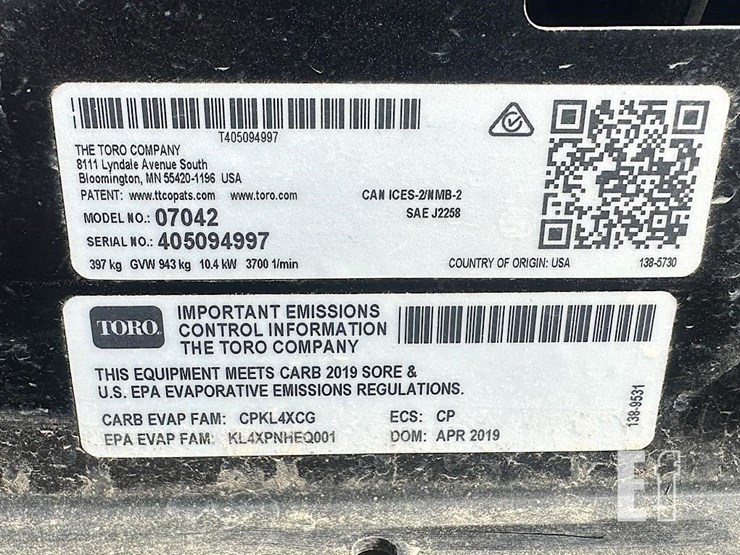 T405094997
THE TORO COMPANY
8111 Lyndale Avenue South
Bloomington, MN 55420-1196 USA
PATENT: www.ttcopats.com www.toro.com
CAN ICES-2/NMB-2
MODEL NO.: 07042
SAE J2258
SERIAL NO.: 405094997
397 kg GVW 943 kg 10.4 kW 3700 1/min
COUNTRY OF ORIGIN: USA
138-5730
TORO.
IMPORTANT EMISSIONS
CONTROL INFORMATION
THE TORO COMPANY
THIS EQUIPMENT MEETS CARB 2019 SORE &
U.S. EPA EVAPORATIVE EMISSIONS REGULATIONS.
CARB EVAP FAM: CPKL4XCG
ECS: CP
EPA EVAP FAM: KL4XPNHEQ001
DOM: APR 2019
138-9531